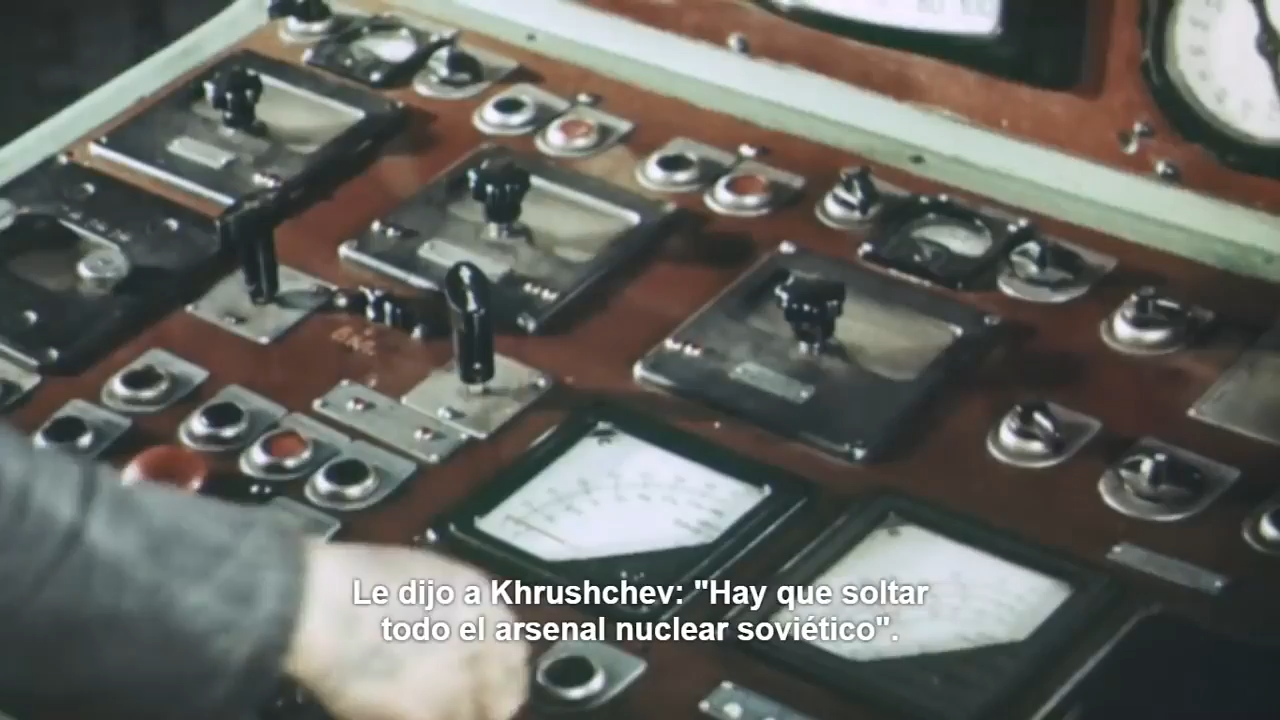 Le dijo a Khrushchev: "Hay que soltar
todo el arsenal nuclear soviético".